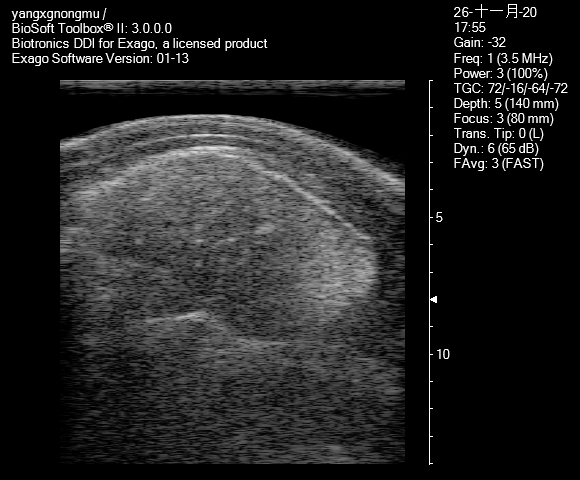 yangxgnongmu /
BioSoft Toolbox® II: 3.0.0.0
Biotronics DDI for Exago, a licensed product
Exago Software Version: 01-13
26-十一月-20
17:55
Gain: -32
Freq: 1 (3.5 MHz)
Power: 3 (100%)
TGC: 72/-16/-64/-72
Depth: 5 (140 mm)
Focus: 3 (80 mm)
Trans. Tip: 0 (L)
Dyn.: 6 (65 dB)
FAvg: 3 (FAST)
5
10